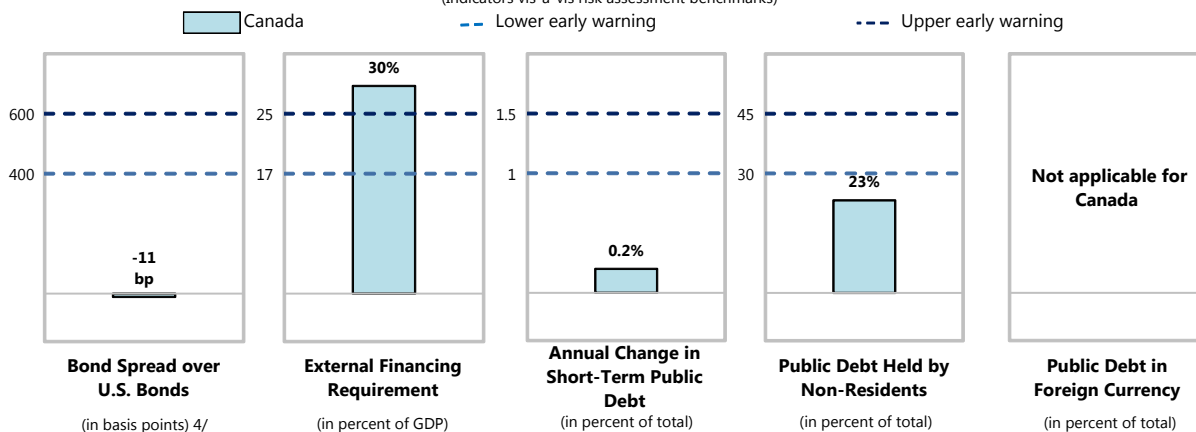 (Indicators vis-à-vis risk assessment benchmarks)
Canada
Lower early warning
Upper early warning
600
400
-11
bp
Bond Spread over
U.S. Bonds
(in basis points) 4/
25
17
30%
External Financing
Requirement
(in percent of GDP)
1.5
1
0.2%
Annual Change in
Short-Term Public
Debt
(in percent of total)
45
30
23%
Public Debt Held by
Non-Residents
(in percent of total)
Not applicable for
Canada
Public Debt in
Foreign Currency
(in percent of total)